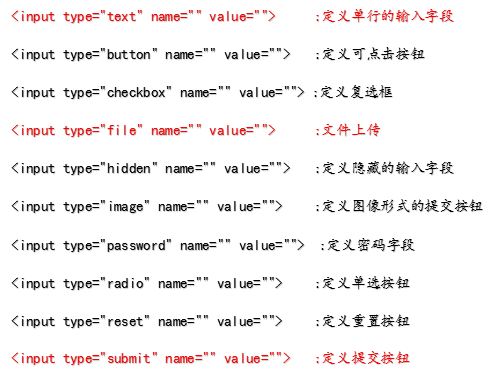 <input type="text" name="" value=""> :定义单行的输入字段
<input type="button" name="" value=""> :定义可点击按钮
<input type="checkbox" name="" value=""> :定义复选框
<input type="file" name="" value=""> :文件上传
<input type="hidden" name="" value=""> :定义隐藏的输入字段
<input type="image" name="" value=""> :定义图像形式的提交按钮
<input type="password" name="" value=""> :定义密码字段
<input type="radio" name="" value=""> :定义单选按钮
<input type="reset" name="" value=""> :定义重置按钮
<input type="submit" name="" value=""> :定义提交按钮